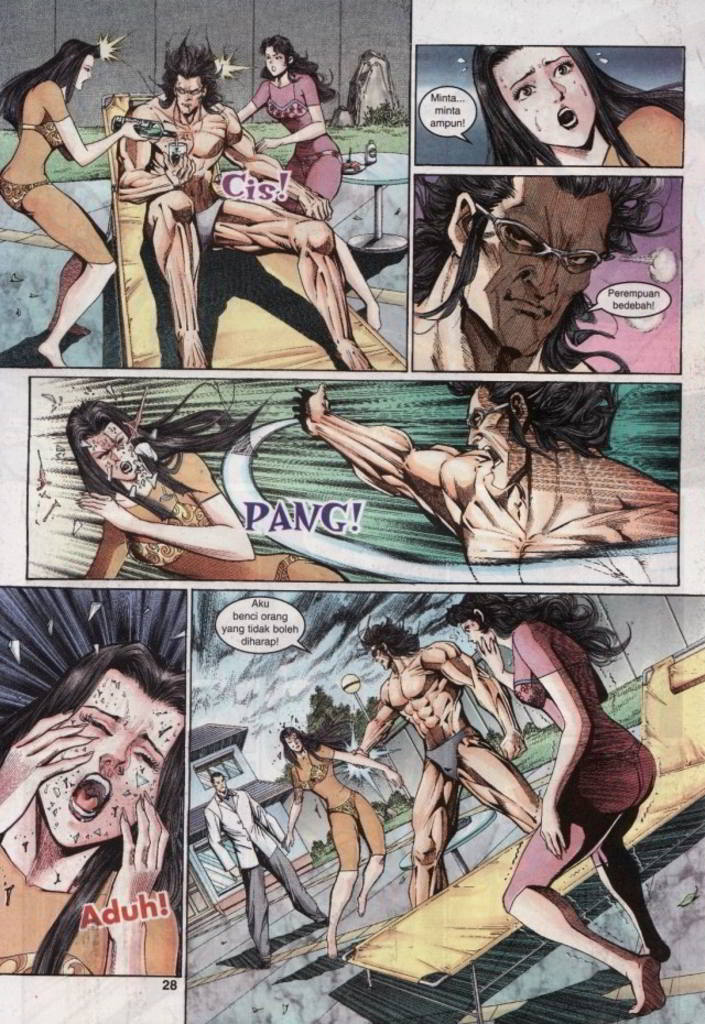 Cis!
Minta...
minta
ampun!
Perempuan
bedebah!
PANG!
Aduh!
Aku
benci orang
yang tidak boleh
diharap!
28